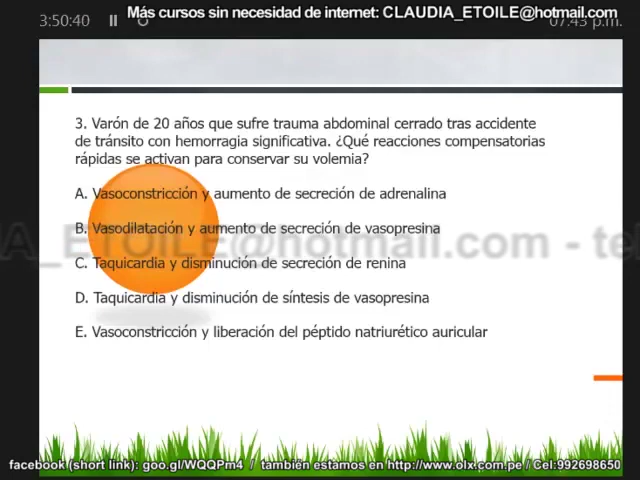 Más cursos sin necesidad de internet: CLAUDIA_ETOILE@hotmail.com
3:50:40
07:43 p.m.
3. Varón de 20 años que sufre trauma abdominal cerrado tras accidente
de tránsito con hemorragia significativa. ¿Qué reacciones compensatorias
rápidas se activan para conservar su volemia?
A. Vasoconstricción y aumento de secreción de adrenalina
B. Vasodilatación y aumento de secreción de vasopresina
A_ETOILE@hotmail.com - tel
C. Taquicardia y disminución de secreción de renina
D. Taquicardia y disminución de síntesis de vasopresina
E. Vasoconstricción y liberación del péptido natriurético auricular
facebook (short link): goo.gl/WQQPm4 / también estamos en http://www.olx.com.pe / Cel:992698650